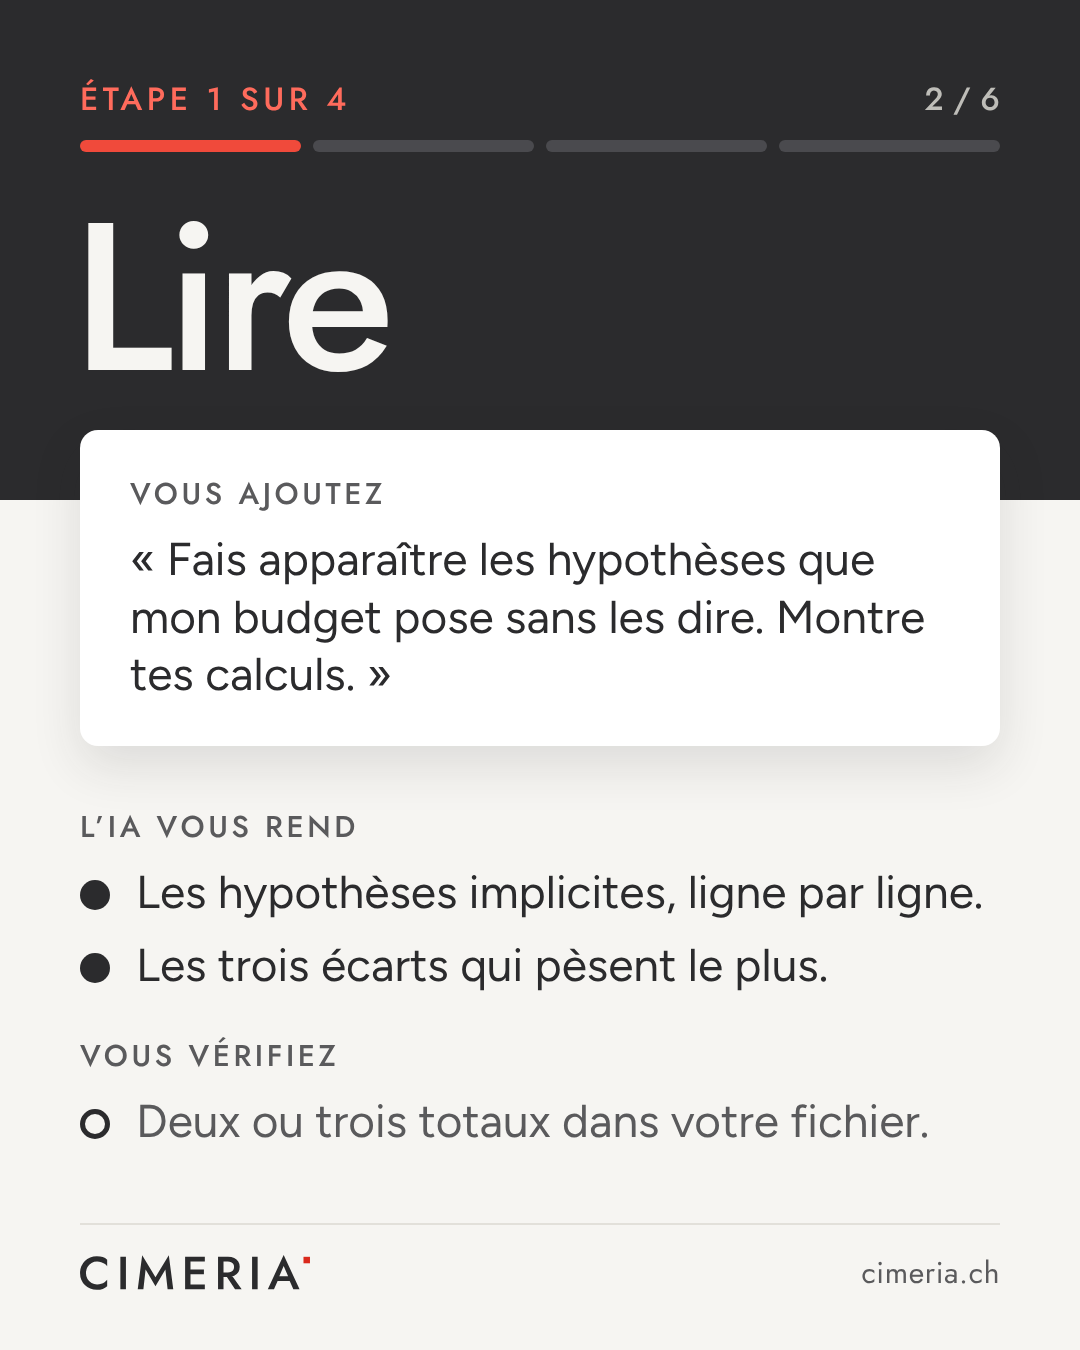 ÉTAPE 1 SUR 4
2 / 6
Lire
VOUS AJOUTEZ
« Fais apparaître les hypothèses que
mon budget pose sans les dire. Montre
tes calculs. »
L’IA VOUS REND
Les hypothèses implicites, ligne par ligne.
Les trois écarts qui pèsent le plus.
VOUS VÉRIFIEZ
Deux ou trois totaux dans votre fichier.
CIMERIA
cimeria.ch